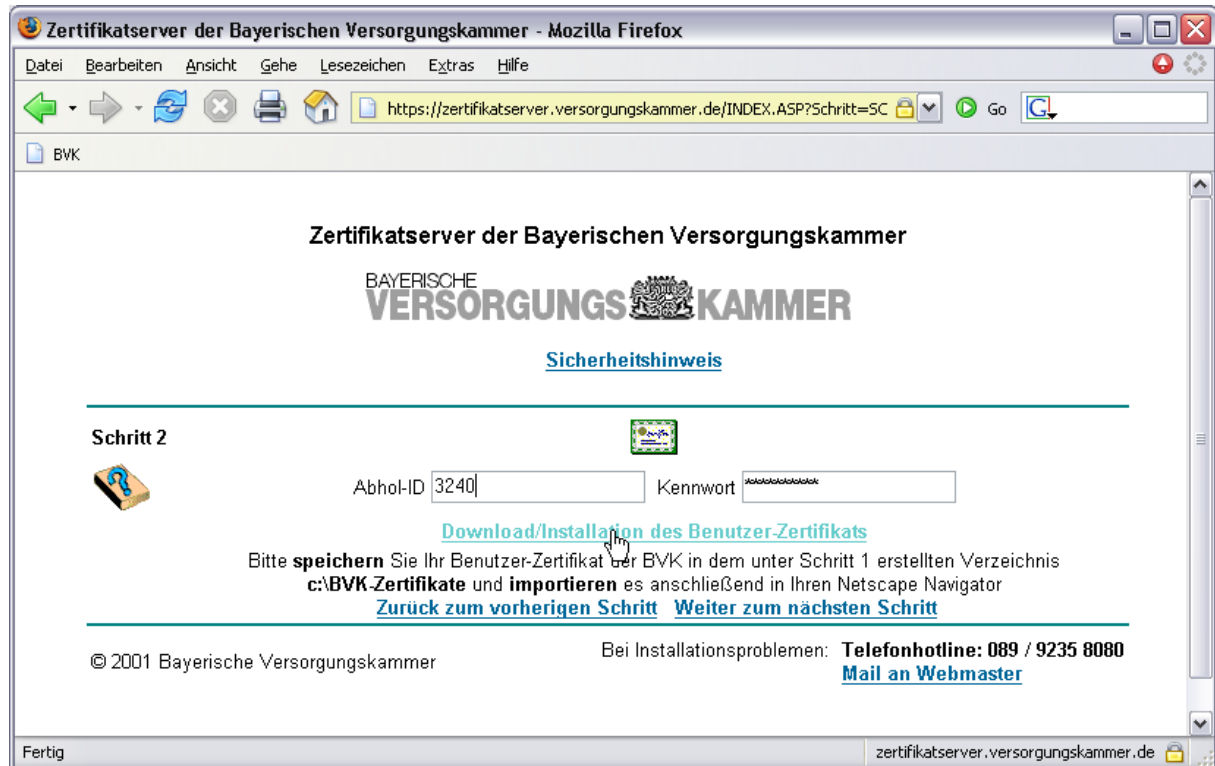 Zertifikatserver der Bayerischen Versorgungskammer - Mozilla Firefox
Datei Bearbeiten Ansicht Gehe Lesezeichen Extras Hilfe
https://zertifikatserver.versorgungskammer.de/INDEX.ASP?Schritt=SC Go G
BVK
Zertifikatserver der Bayerischen Versorgungskammer
BAYERISCHE
VERSORGUNGS KAMMER
Sicherheitshinweis
Schritt 2
Abhol-ID 3240 Kennwort ***********
Download/Installation des Benutzer-Zertifikats
Bitte speichern Sie Ihr Benutzer-Zertifikat der BVK in dem unter Schritt 1 erstellten Verzeichnis
c:\BVK-Zertifikate und importieren es anschließend in Ihren Netscape Navigator
Zurück zum vorherigen Schritt Weiter zum nächsten Schritt
© 2001 Bayerische Versorgungskammer
Bei Installationsproblemen: Telefonhotline: 089 / 9235 8080
Mail an Webmaster
Fertig zertifikatserver.versorgungskammer.de